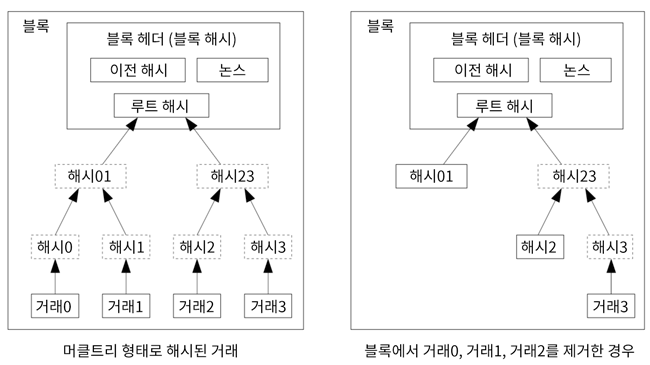 블록
블록 헤더 (블록 해시)
이전 해시
논스
루트 해시
해시01
해시23
해시0
해시1
해시2
해시3
거래0
거래1
거래2
거래3
머클트리 형태로 해시된 거래
블록
블록 헤더 (블록 해시)
이전 해시
논스
루트 해시
해시01
해시23
해시2
해시3
거래3
블록에서 거래0, 거래1, 거래2를 제거한 경우